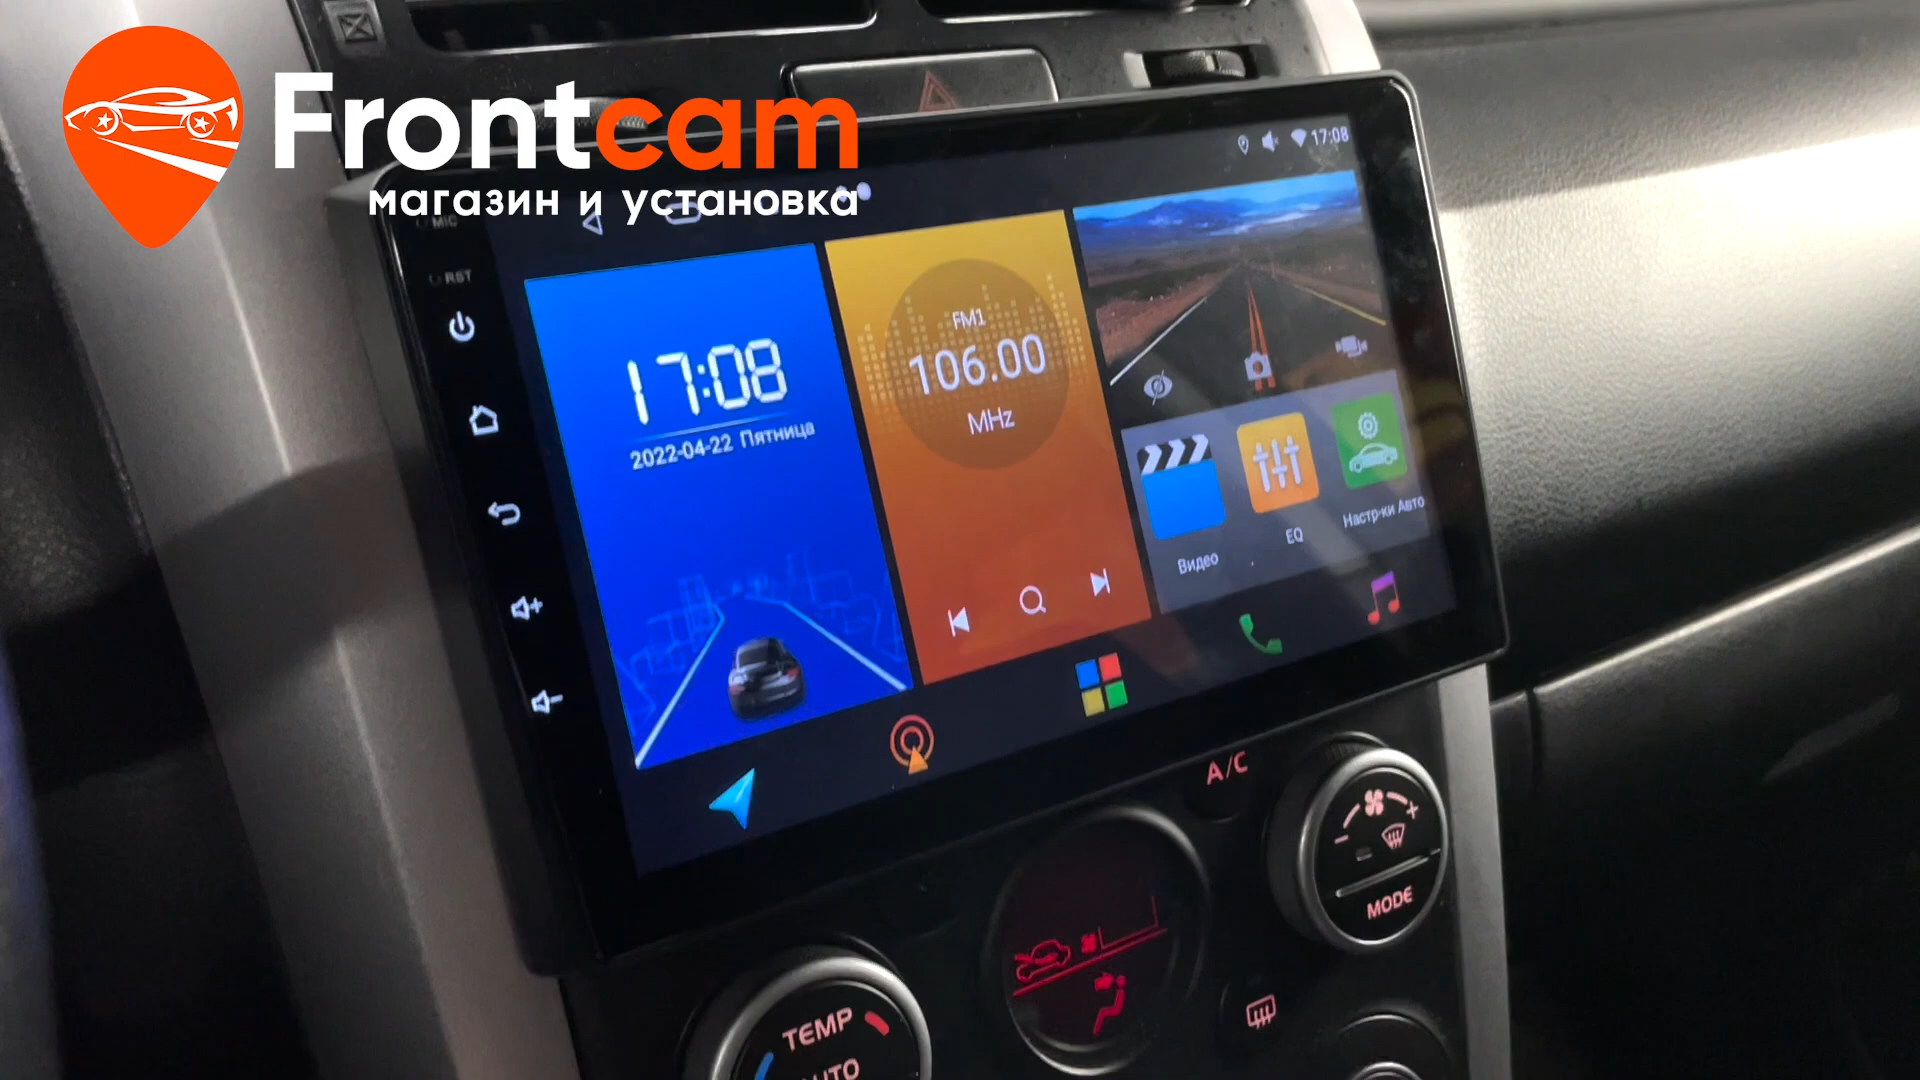 Frontcam
магазин и установка
MIC
RST
17:08
17:08
2022-04-22 Пятница
FM1
106.00
MHz
Видео
EQ
Настр-ки Авто
A/C
MODE
TEMP
AUTO